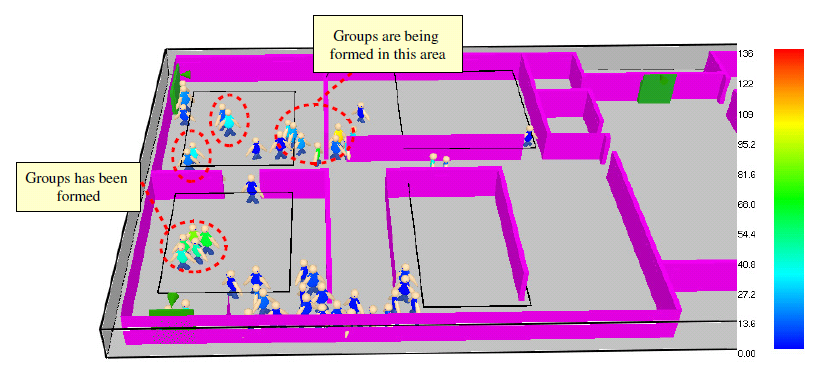 Groups are being
formed in this area
Groups has been
formed
136
122
109
95.2
81.6
68.0
54.4
40.8
27.2
13.6
0.00